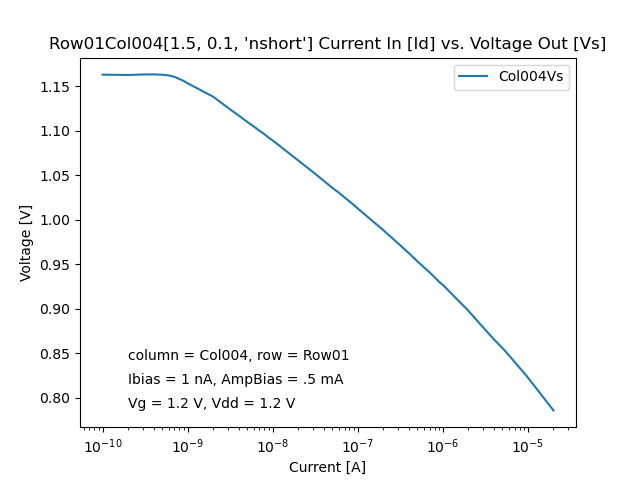 Row01Col004[1.5, 0.1, 'nshort'] Current In [Id] vs. Voltage Out [Vs]
Col004Vs
1.15
1.10
1.05
1.00
0.95
0.90
0.85
0.80
Voltage [V]
column = Col004, row = Row01
Ibias = 1 nA, AmpBias = .5 mA
Vg = 1.2 V, Vdd = 1.2 V
10⁻¹⁰ 10⁻⁹ 10⁻⁸ 10⁻⁷ 10⁻⁶ 10⁻⁵
Current [A]